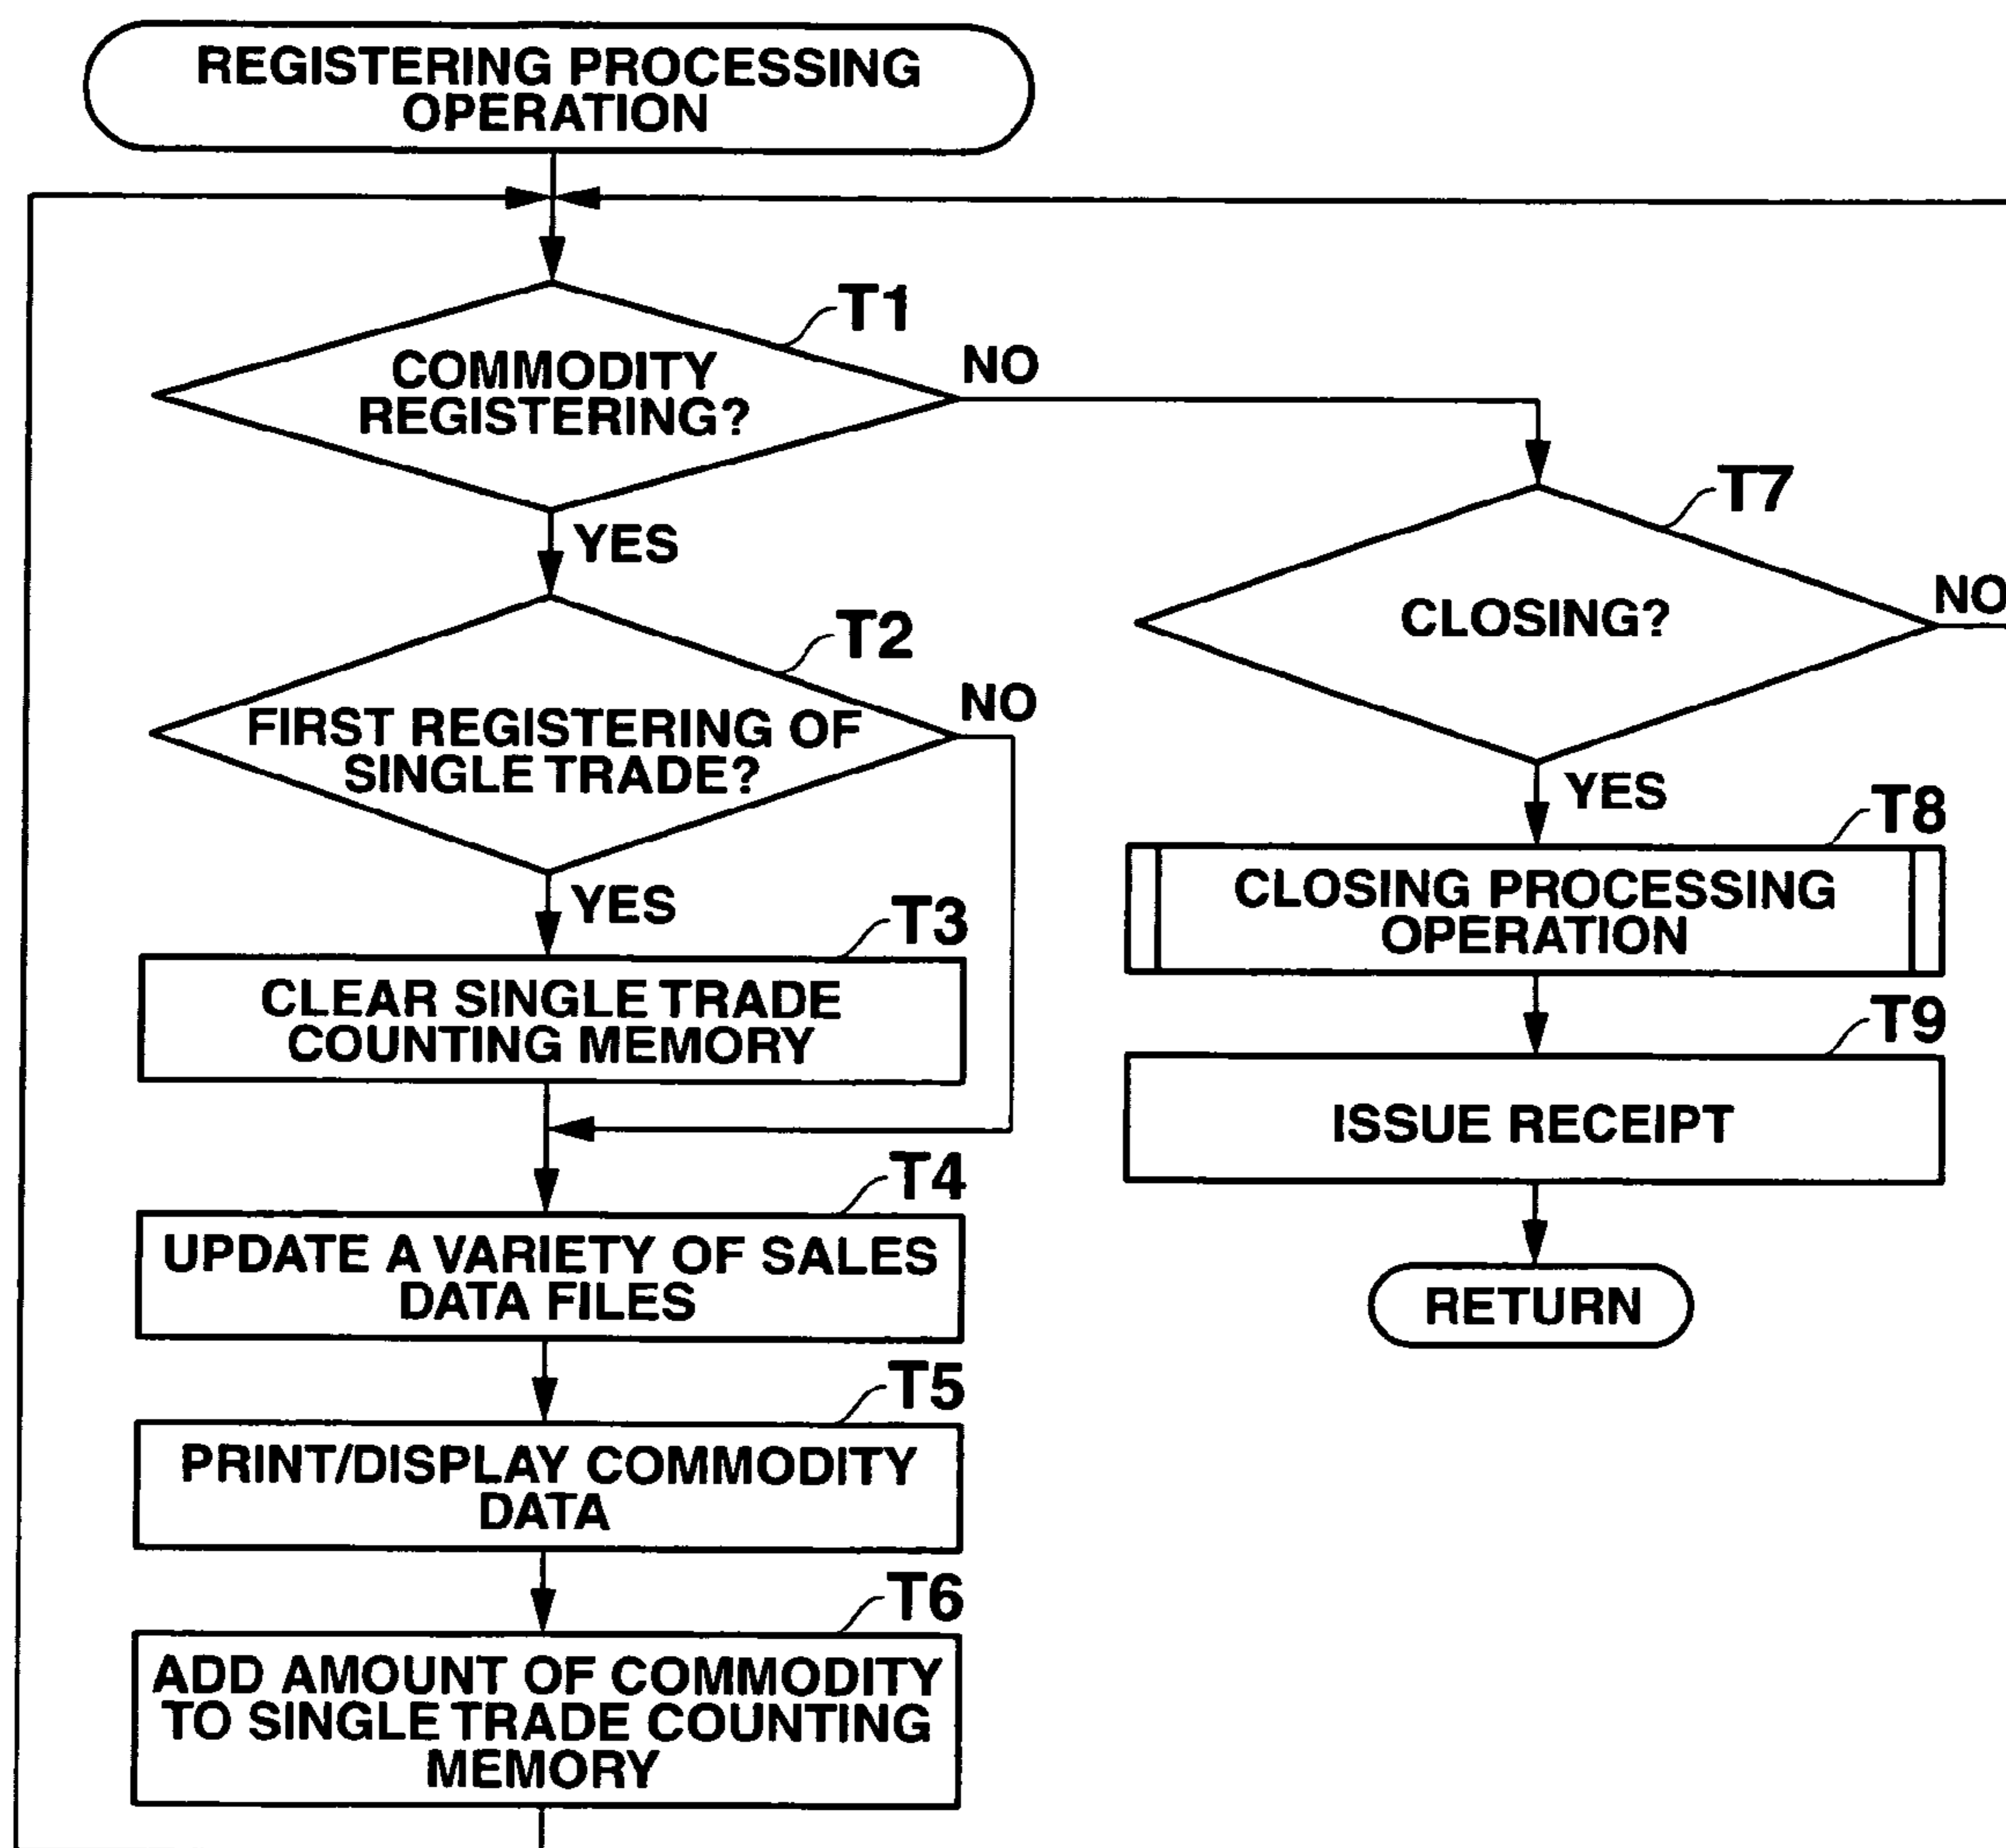 REGISTERING PROCESSING
OPERATION
T1
COMMODITY
REGISTERING?
NO
YES
T2
FIRST REGISTERING OF
SINGLE TRADE?
NO
YES
T3
CLEAR SINGLE TRADE
COUNTING MEMORY
T4
UPDATE A VARIETY OF SALES
DATA FILES
T5
PRINT/DISPLAY COMMODITY
DATA
T6
ADD AMOUNT OF COMMODITY
TO SINGLE TRADE COUNTING
MEMORY
T7
CLOSING?
NO
YES
T8
CLOSING PROCESSING
OPERATION
T9
ISSUE RECEIPT
RETURN